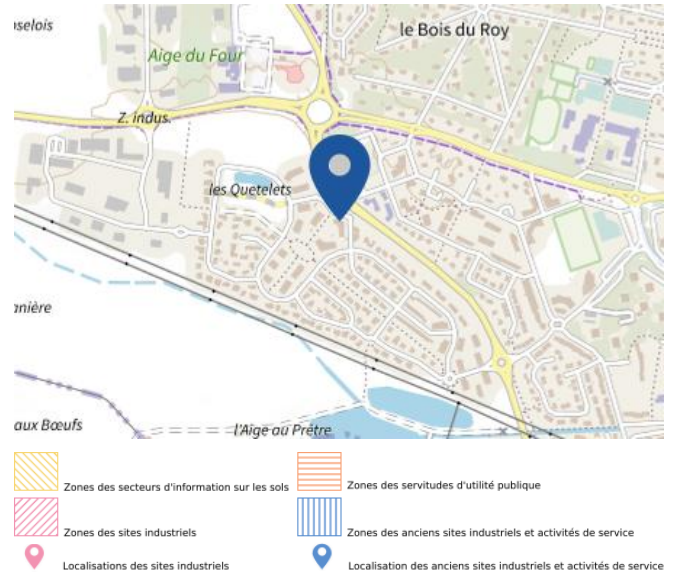 nselois
le Bois du Roy
Aige du Four
Z. indus.
les Quetelets
anière
aux Bœufs
l'Aige au Prêtre
Zones des secteurs d'information sur les sols
Zones des servitudes d'utilité publique
Zones des sites industriels
Zones des anciens sites industriels et activités de service
Localisations des sites industriels
Localisation des anciens sites industriels et activités de service